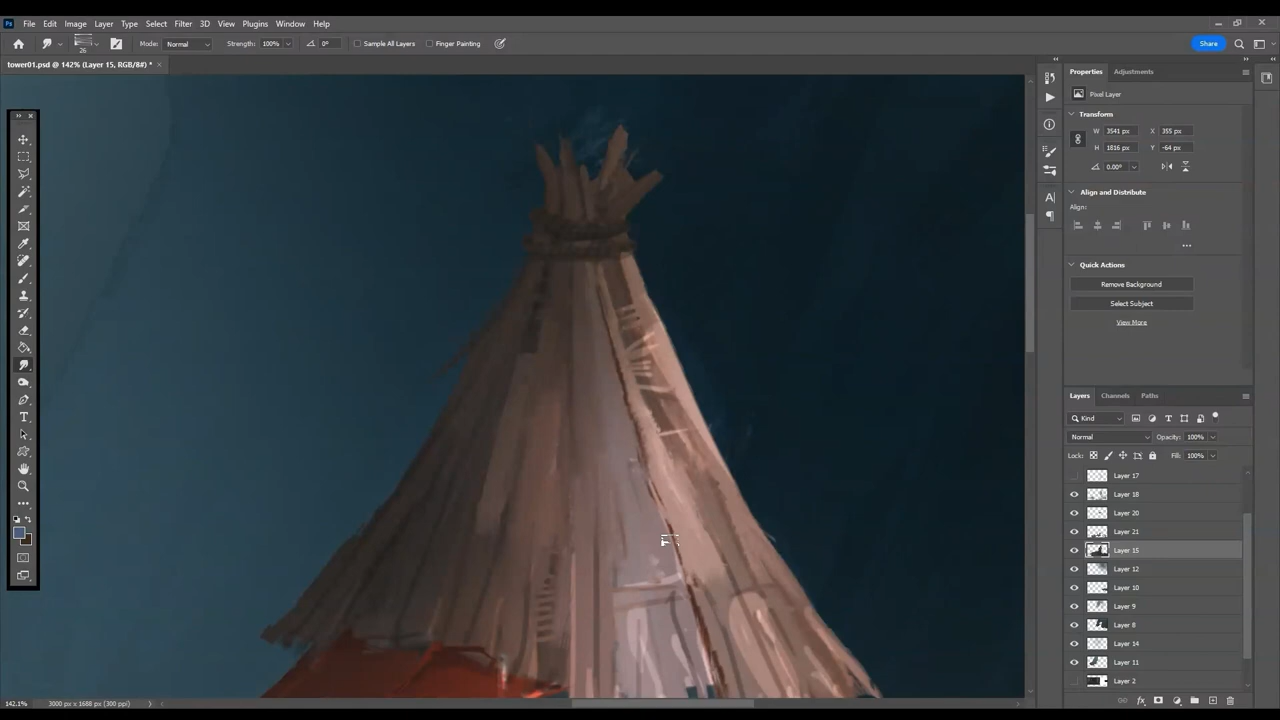 Ps File Edit Image Layer Type Select Filter 3D View Plugins Window Help
26 Mode: Normal Strength: 100% 0° Sample All Layers Finger Painting Share
tower01.psd @ 142% (Layer 15, RGB/8#) *
Properties Adjustments
Pixel Layer
Transform
W 3541 px X 355 px
H 1816 px Y -64 px
0.00°
Align and Distribute
Align:
Quick Actions
Remove Background
Select Subject
View More
Layers Channels Paths
Kind
Normal Opacity: 100%
Lock: Fill: 100%
Layer 17
Layer 18
Layer 20
Layer 21
Layer 15
Layer 12
Layer 10
Layer 9
Layer 8
Layer 14
Layer 11
Layer 2
142.1% 3000 px x 1688 px (300 ppi)